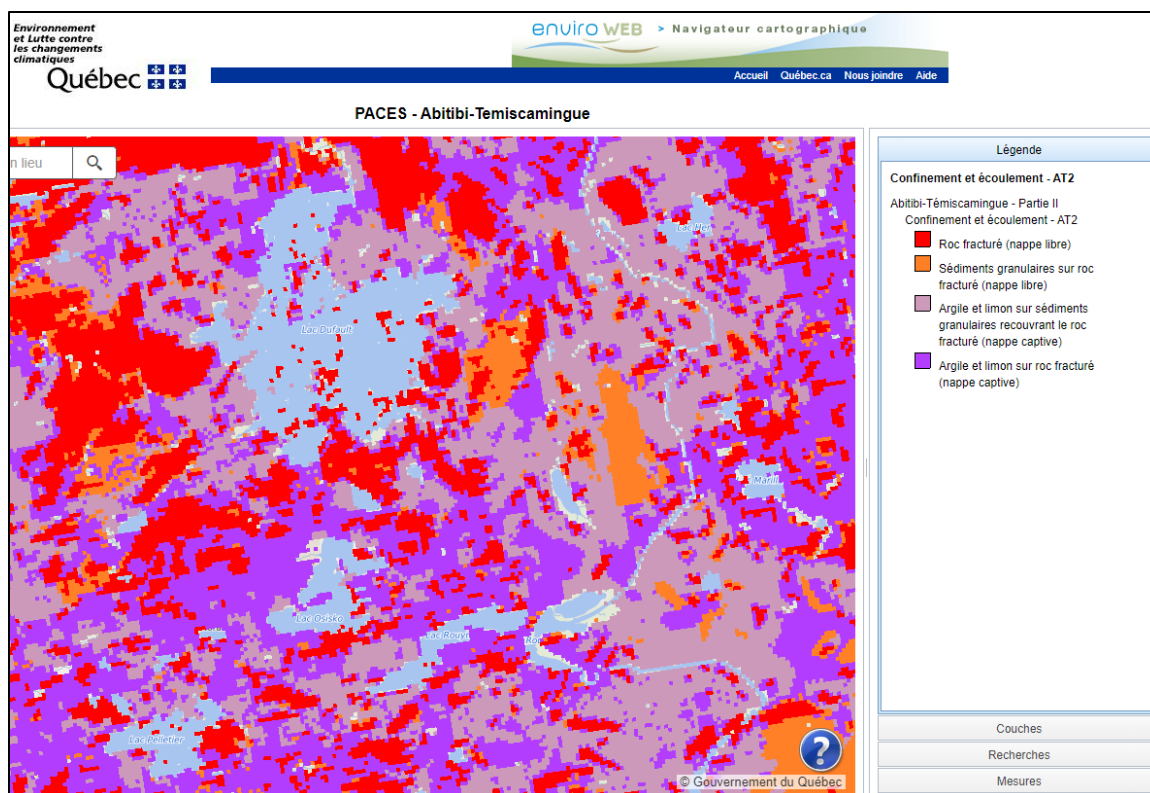 Environnement
et Lutte contre
les changements
climatiques
Québec
enviro WEB > Navigateur cartographique
Accueil Québec.ca Nous joindre Aide
PACES - Abitibi-Temiscamingue
n lieu
Lac Dufault
Lac Osisko
Lac Pelletier
Légende
Confinement et écoulement - AT2
Abitibi-Témiscamingue - Partie II
Confinement et écoulement - AT2
Roc fracturé (nappe libre)
Sédiments granulaires sur roc
fracturé (nappe libre)
Argile et limon sur sédiments
granulaires recouvrant le roc
fracturé (nappe captive)
Argile et limon sur roc fracturé
(nappe captive)
Couches
Recherches
Mesures
?
© Gouvernement du Québec